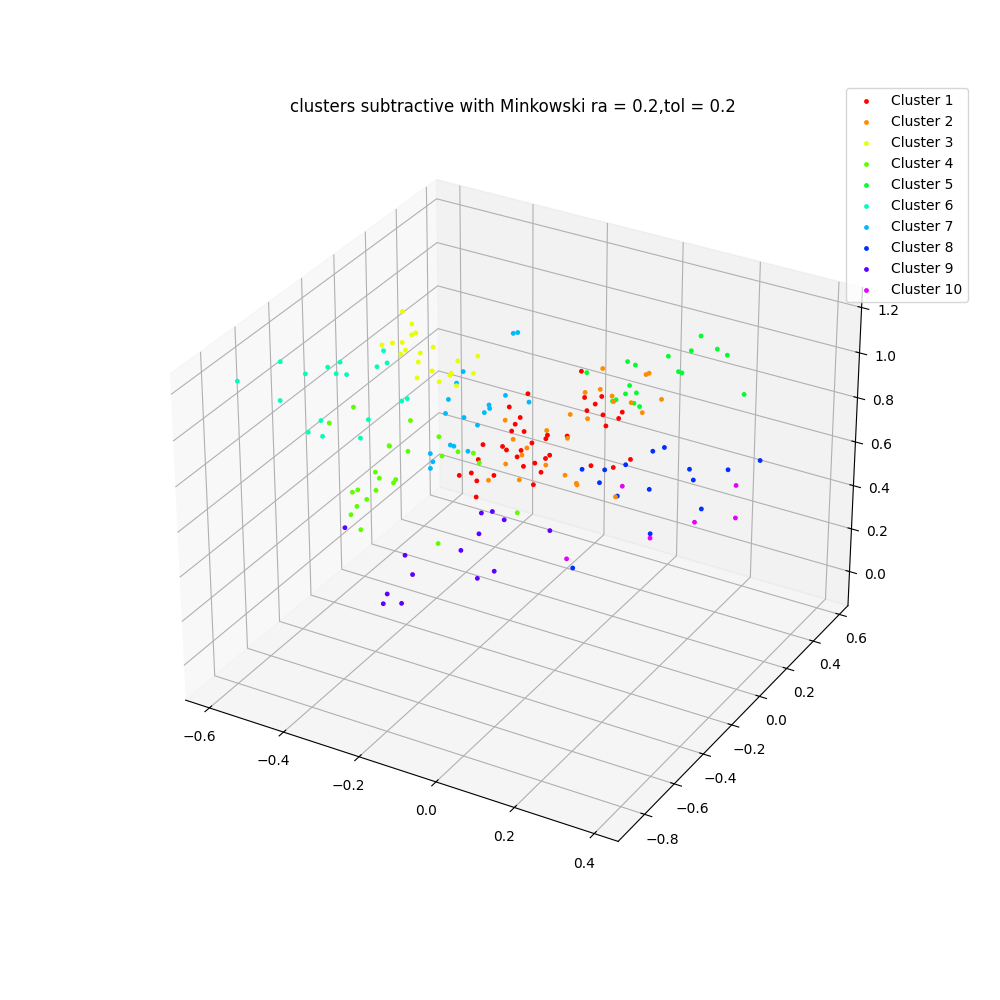 clusters subtractive with Minkowski ra = 0.2,tol = 0.2
Cluster 1
Cluster 2
Cluster 3
Cluster 4
Cluster 5
Cluster 6
Cluster 7
Cluster 8
Cluster 9
Cluster 10
1.2
1.0
0.8
0.6
0.4
0.2
0.0
0.6
0.4
0.2
0.0
−0.2
−0.4
−0.6
−0.8
−0.6
−0.4
−0.2
0.0
0.2
0.4